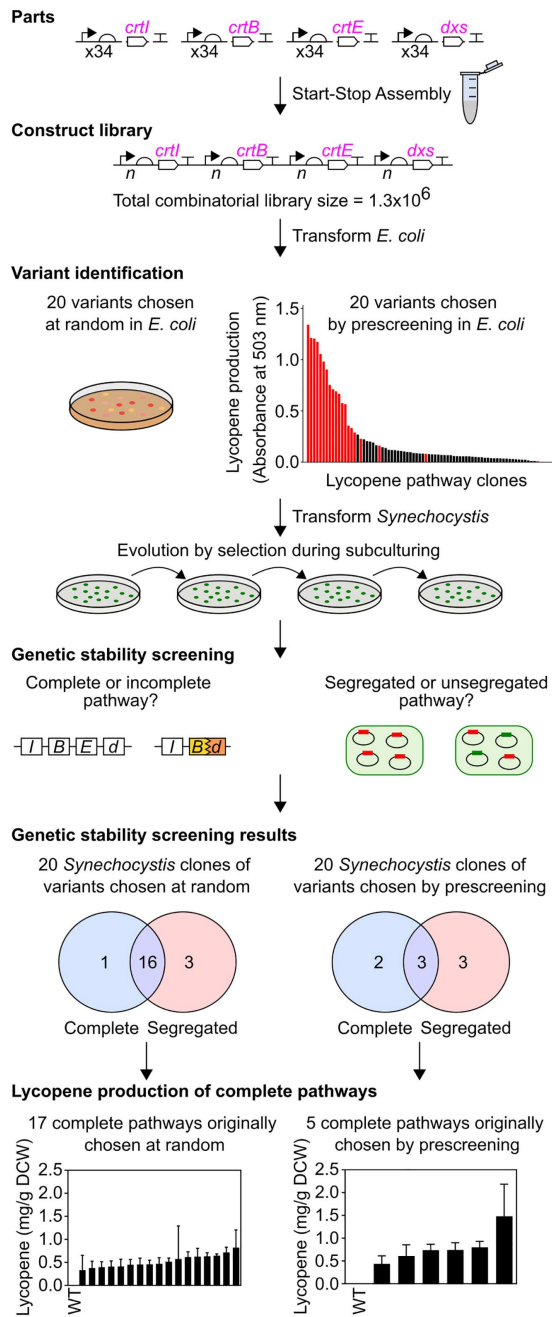 Parts
crtI crtB crtE dxs
x34 x34 x34 x34
Start-Stop Assembly
Construct library
crtI crtB crtE dxs
n n n n
Total combinatorial library size = 1.3x10⁶
Transform E. coli
Variant identification
20 variants chosen
at random in E. coli
20 variants chosen
by prescreening in E. coli
Lycopene production
(Absorbance at 503 nm)
1.5
1.0
0.5
0.0
Lycopene pathway clones
Transform Synechocystis
Evolution by selection during subculturing
Genetic stability screening
Complete or incomplete
pathway?
I B E d I B d
Segregated or unsegregated
pathway?
Genetic stability screening results
20 Synechocystis clones of
variants chosen at random
1 16 3
Complete Segregated
20 Synechocystis clones of
variants chosen by prescreening
2 3 3
Complete Segregated
Lycopene production of complete pathways
17 complete pathways originally
chosen at random
Lycopene (mg/g DCW)
2.5
2.0
1.5
1.0
0.5
0.0
WT
5 complete pathways originally
chosen by prescreening
Lycopene (mg/g DCW)
2.5
2.0
1.5
1.0
0.5
0.0
WT